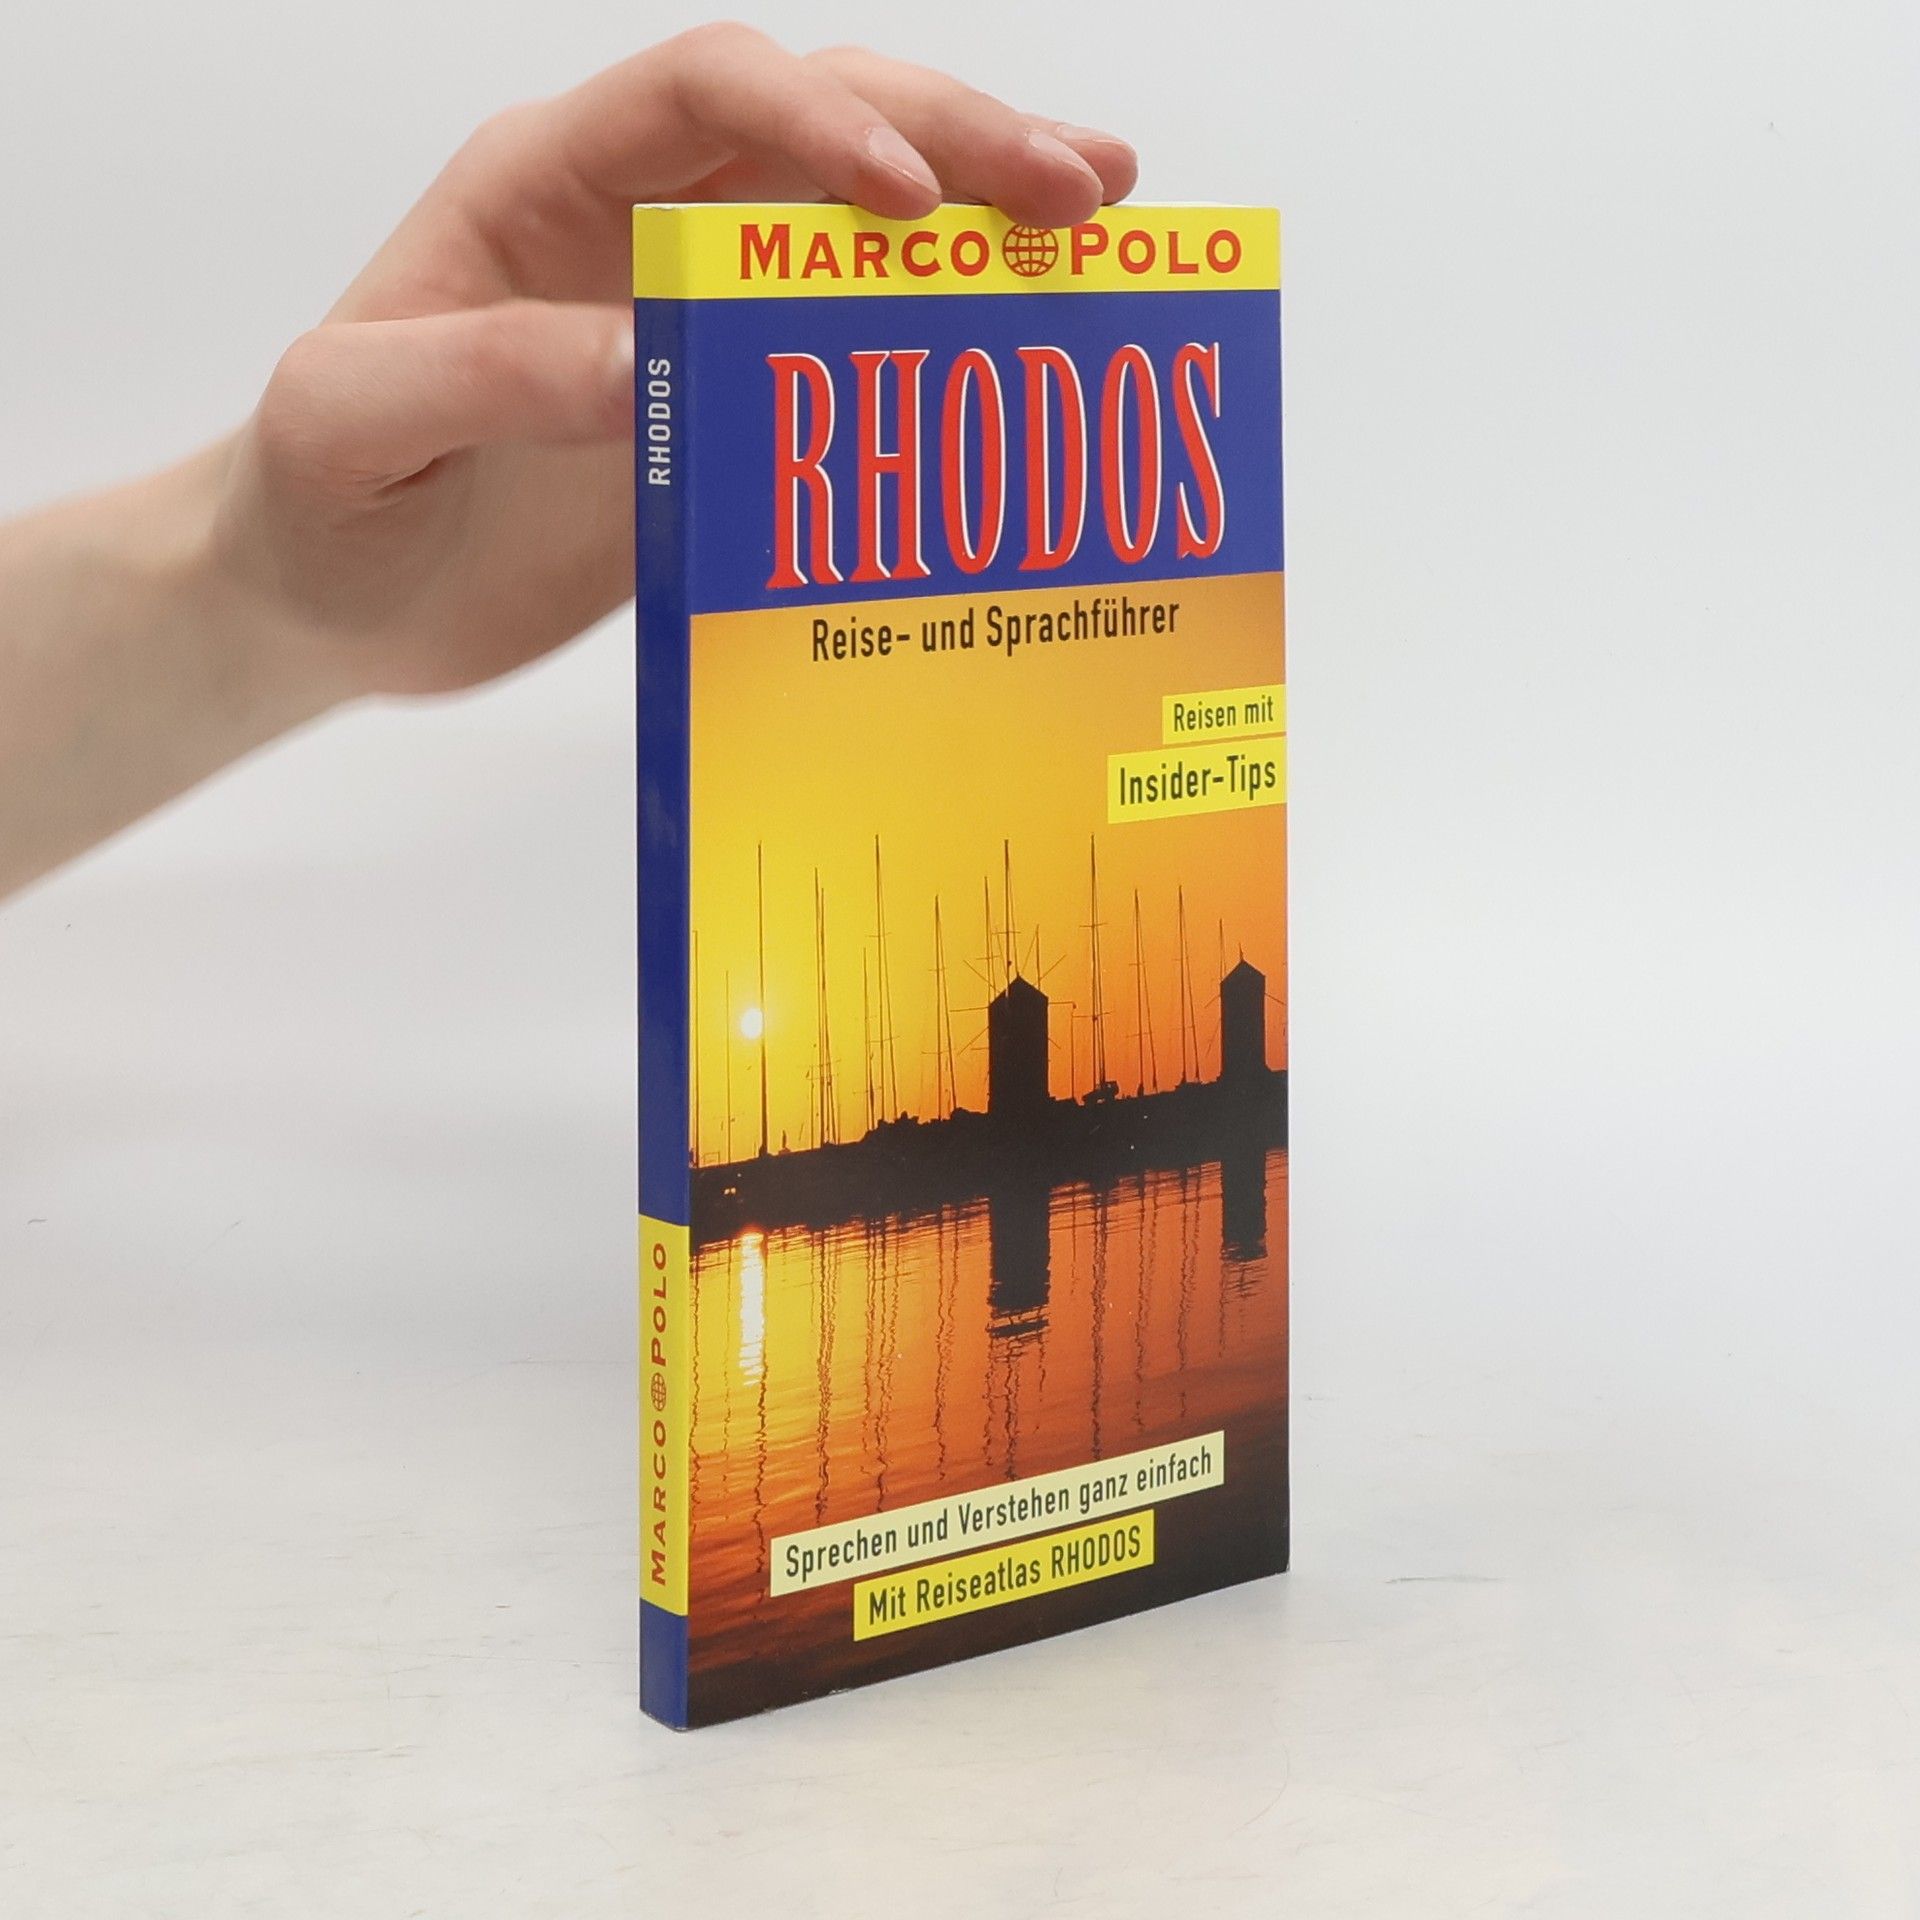 MARCO POLO
RHODOS
Reise- und Sprachführer
Reisen mit
Insider-Tips
Sprechen und Verstehen ganz einfach
Mit Reiseatlas RHODOS
RHODOS
MARCO POLO